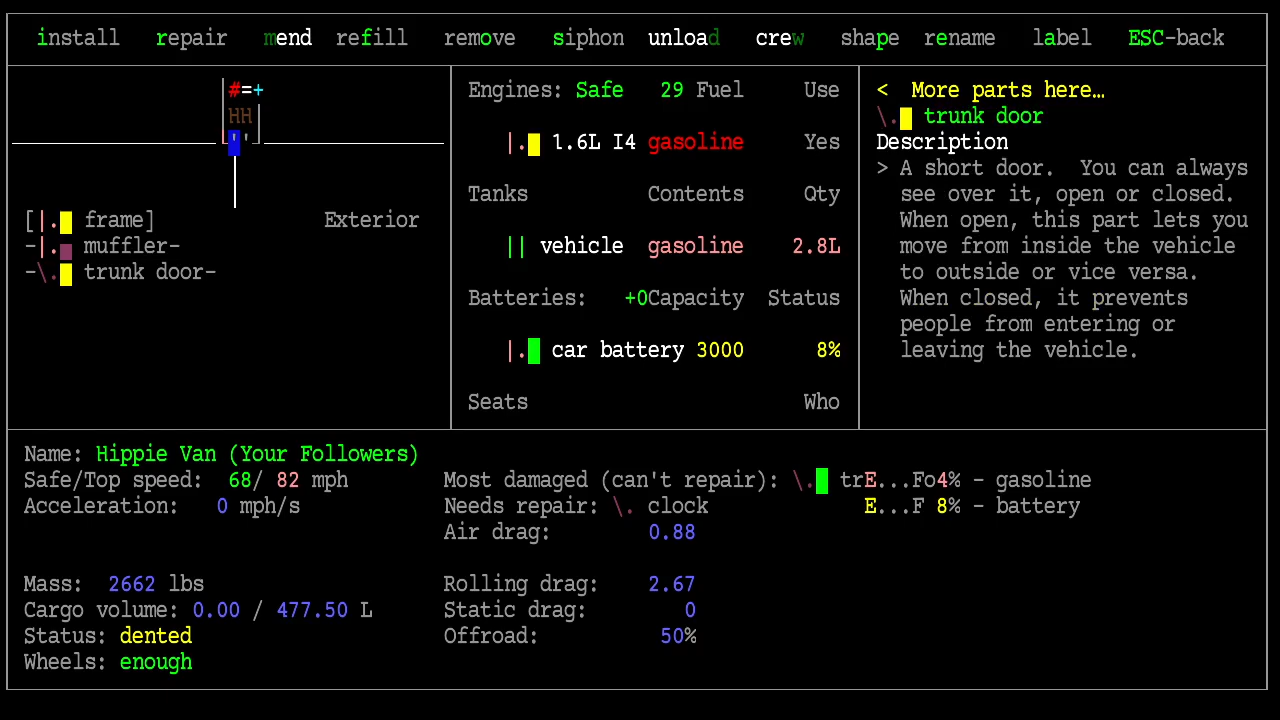 install repair mend refill remove siphon unload crew shape rename label ESC-back
#=+
HH
''
[|. frame] Exterior
-|. muffler-
-\. trunk door-
Engines: Safe 29 Fuel Use
|. 1.6L I4 gasoline Yes
Tanks Contents Qty
|| vehicle gasoline 2.8L
Batteries: +0Capacity Status
|. car battery 3000 8%
Seats Who
< More parts here…
\. trunk door
Description
> A short door. You can always
see over it, open or closed.
When open, this part lets you
move from inside the vehicle
to outside or vice versa.
When closed, it prevents
people from entering or
leaving the vehicle.
Name: Hippie Van (Your Followers)
Safe/Top speed: 68/ 82 mph
Acceleration: 0 mph/s
Mass: 2662 lbs
Cargo volume: 0.00 / 477.50 L
Status: dented
Wheels: enough
Most damaged (can't repair): \. trE...Fo4% - gasoline
Needs repair: \. clock E...F 8% - battery
Air drag: 0.88
Rolling drag: 2.67
Static drag: 0
Offroad: 50%